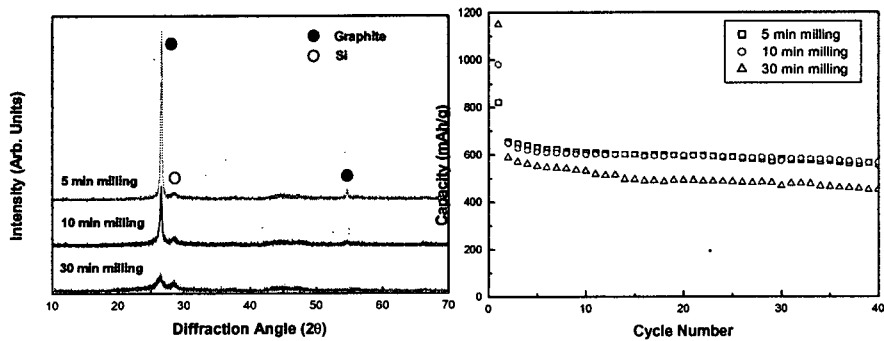 Graphite
Si
Intensity (Arb. Units)
5 min milling
10 min milling
30 min milling
10 20 30 40 50 60 70
Diffraction Angle (2θ)
1200
1000
800
600
400
200
0
Capacity (mAh/g)
5 min milling
10 min milling
30 min milling
0 10 20 30 40
Cycle Number